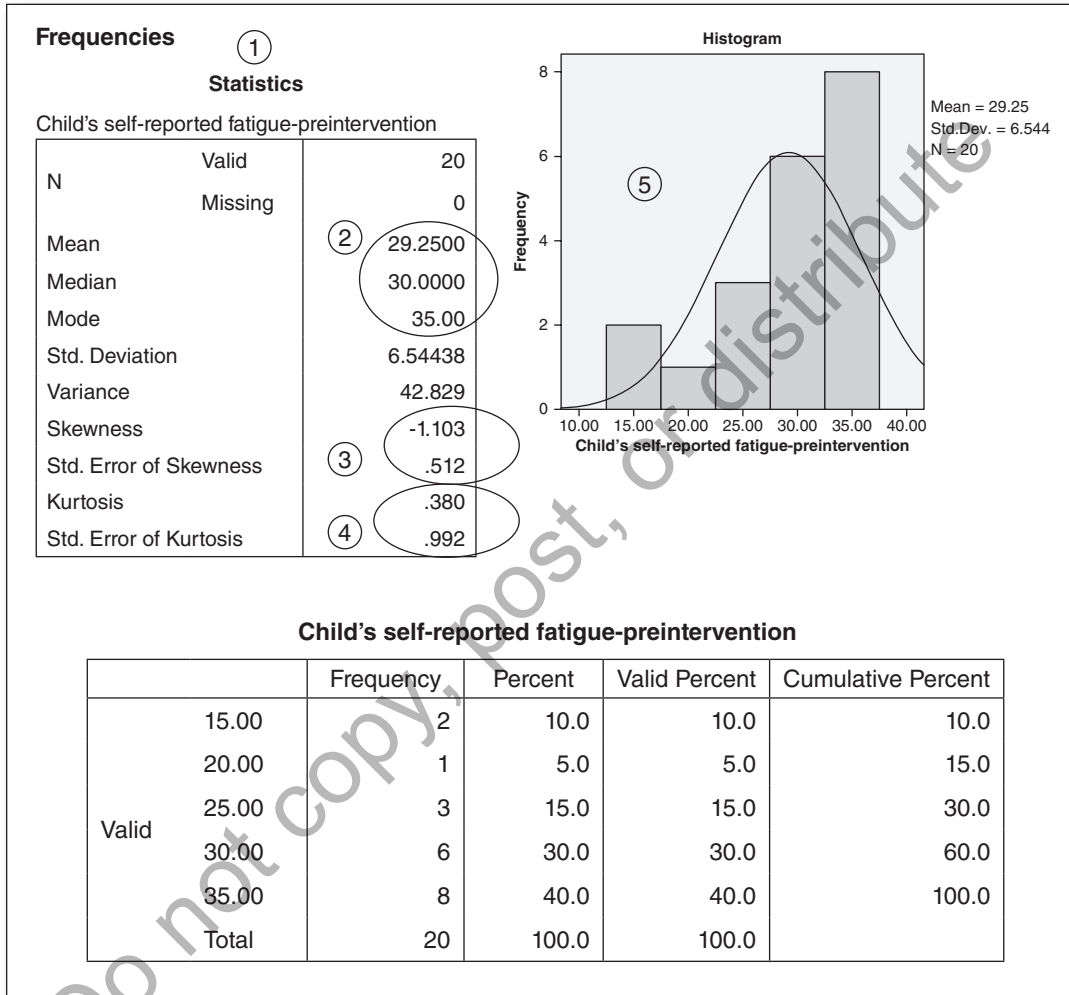 Frequencies
1
Statistics
Child's self-reported fatigue-preintervention
N Valid 20
Missing 0
Mean 2 29.2500
Median 30.0000
Mode 35.00
Std. Deviation 6.54438
Variance 42.829
Skewness -1.103
Std. Error of Skewness 3 .512
Kurtosis .380
Std. Error of Kurtosis 4 .992
Histogram
8
6
4
2
0
Frequency
5
10.00 15.00 20.00 25.00 30.00 35.00 40.00
Child's self-reported fatigue-preintervention
Mean = 29.25
Std.Dev. = 6.544
N = 20
Child's self-reported fatigue-preintervention
Frequency Percent Valid Percent Cumulative Percent
Valid 15.00 2 10.0 10.0 10.0
20.00 1 5.0 5.0 15.0
25.00 3 15.0 15.0 30.0
30.00 6 30.0 30.0 60.0
35.00 8 40.0 40.0 100.0
Total 20 100.0 100.0
Do not copy, post, or distribute